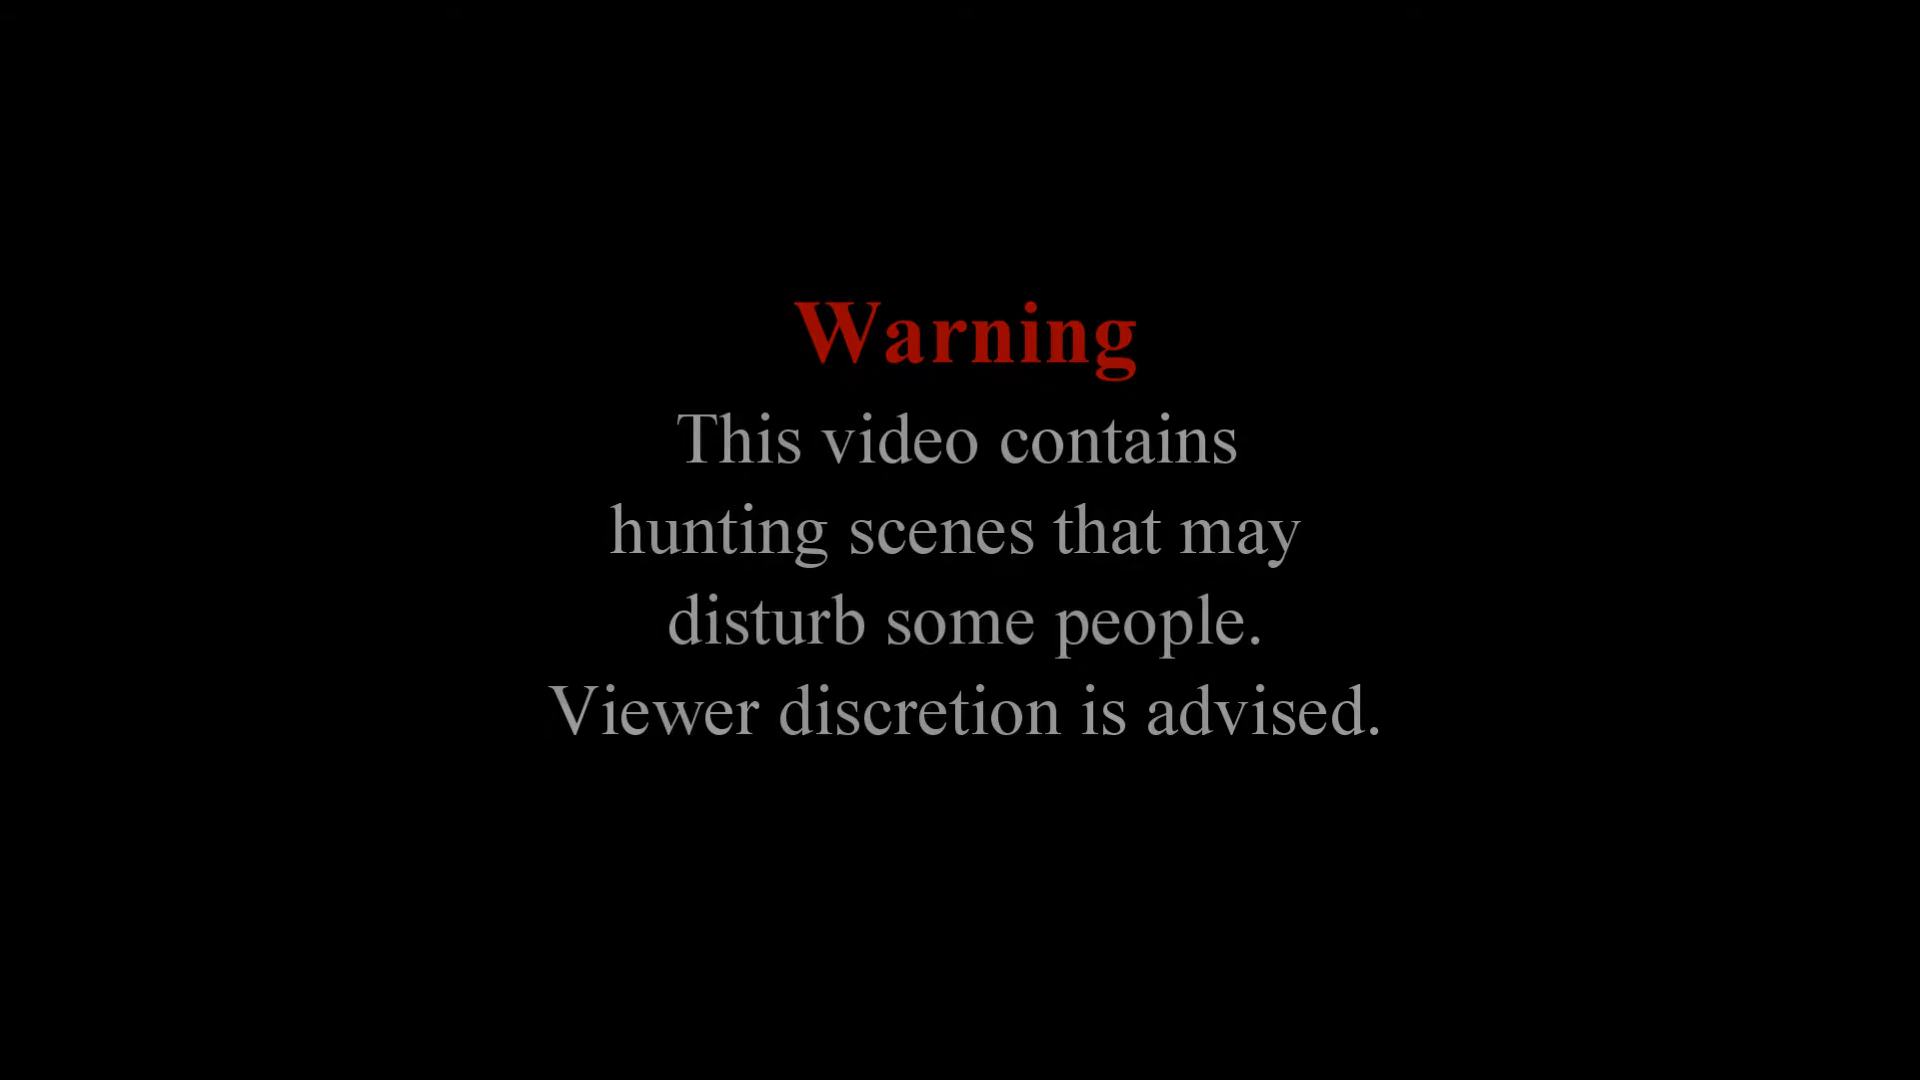 Warning
This video contains
hunting scenes that may
disturb some people.
Viewer discretion is advised.